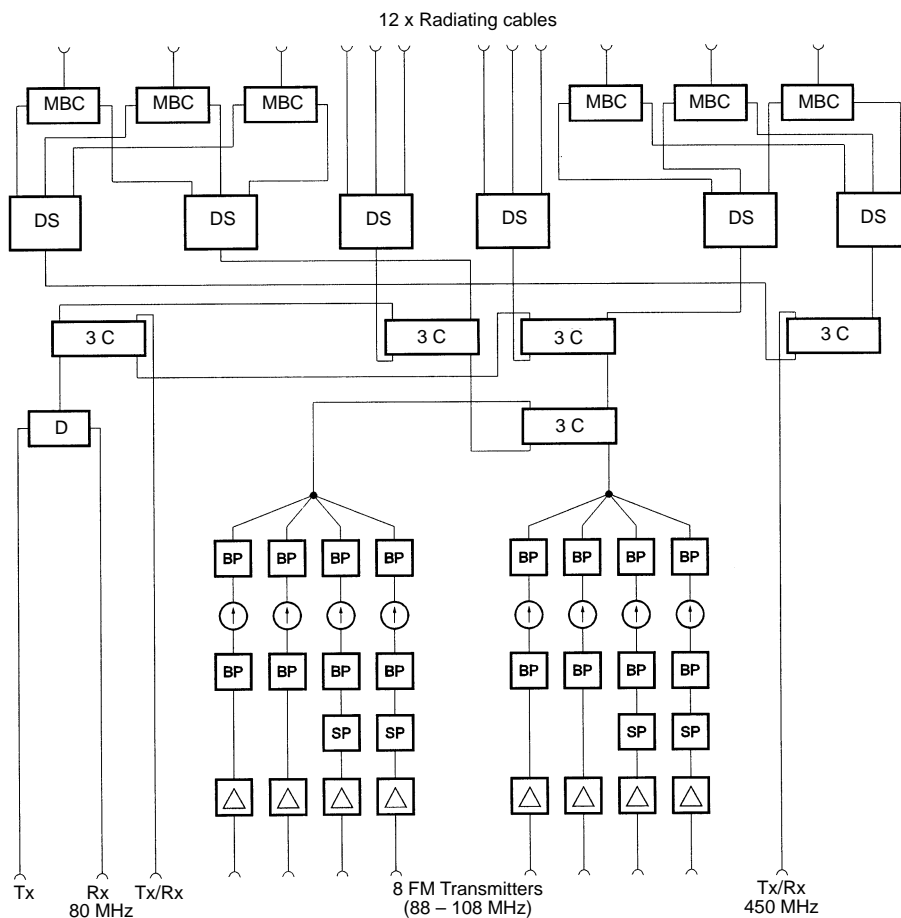 12 x Radiating cables
MBC MBC MBC MBC MBC MBC
DS DS DS DS DS DS
3 C 3 C 3 C 3 C
D 3 C
BP BP BP BP BP BP BP BP
BP BP BP BP BP BP BP BP
SP SP SP SP
Tx Rx Tx/Rx 8 FM Transmitters Tx/Rx
80 MHz (88 – 108 MHz) 450 MHz